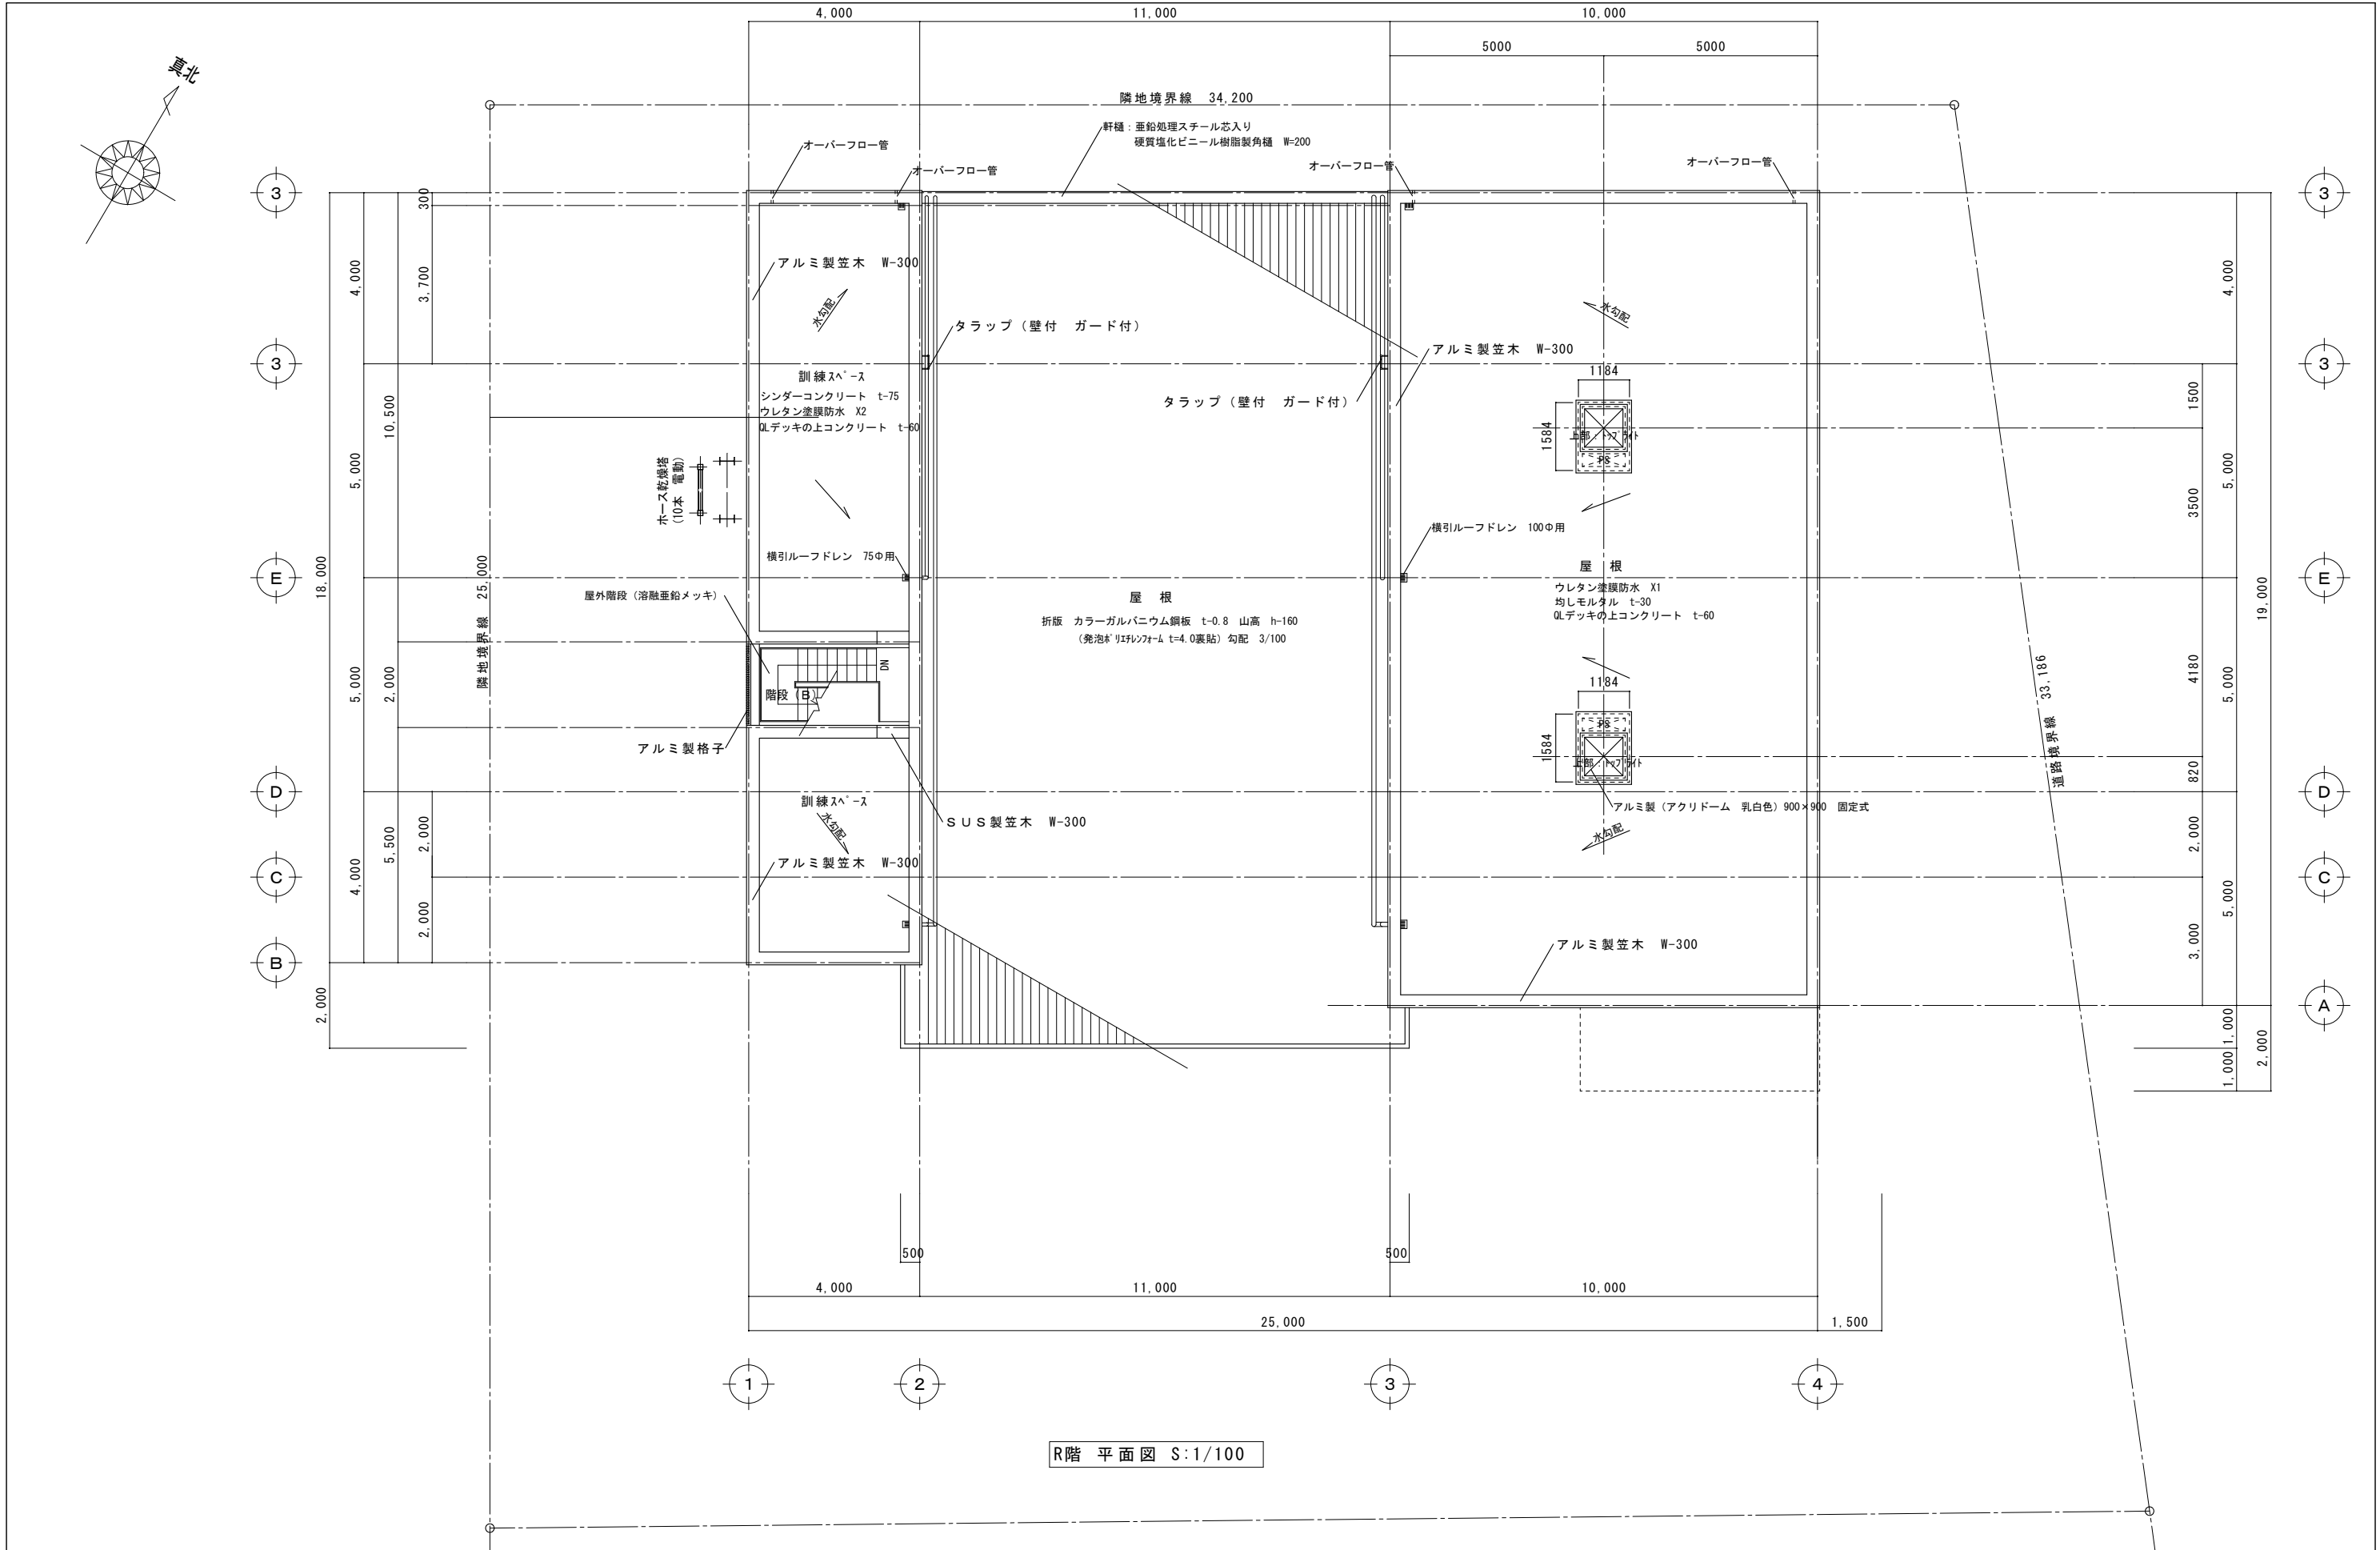 4,000
11,000
10,000
5000
5000
真北
隣地境界線 34,200
軒樋：亜鉛処理スチール芯入り
硬質塩化ビニール樹脂製角樋 W=200
オーバーフロー管
オーバーフロー管
オーバーフロー管
オーバーフロー管
3
3
300
4,000
3,700
4,000
アルミ製笠木 W-300
水勾配
水勾配
タラップ（壁付 ガード付）
アルミ製笠木 W-300
3
3
1184
訓練ｽﾍﾟｰｽ
シンダーコンクリート t-75
ウレタン塗膜防水 X2
QLデッキの上コンクリート t-60
タラップ（壁付 ガード付）
10,500
1500
1584
上部：ﾄｯﾌﾟﾗｲﾄ
PS
5,000
5,000
ホース乾燥塔
（10本 電動）
3500
横引ルーフドレン 100Φ用
横引ルーフドレン 75Φ用
E
E
18,000
隣地境界線 25,000
屋外階段（溶融亜鉛メッキ）
屋 根
折版 カラーガルバニウム鋼板 t-0.8 山高 h-160
（発泡ﾎﾟﾘｴﾁﾚﾝﾌｫｰﾑ t=4.0裏貼）勾配 3/100
屋 根
ウレタン塗膜防水 X1
均しモルタル t-30
QLデッキの上コンクリート t-60
19,000
5,000
2,000
DN
階段（B）
4180
5,000
1184
道路境界線 33,186
PS
1584
上部：ﾄｯﾌﾟﾗｲﾄ
アルミ製格子
820
D
D
訓練ｽﾍﾟｰｽ
水勾配
SUS製笠木 W-300
アルミ製（アクリドーム 乳白色）900×900 固定式
水勾配
5,500
2,000
2,000
アルミ製笠木 W-300
C
C
4,000
2,000
5,000
3,000
アルミ製笠木 W-300
B
A
2,000
1,000
1,000
2,000
500
500
4,000
11,000
10,000
25,000
1,500
1
2
3
4
R階 平面図 S:1/100